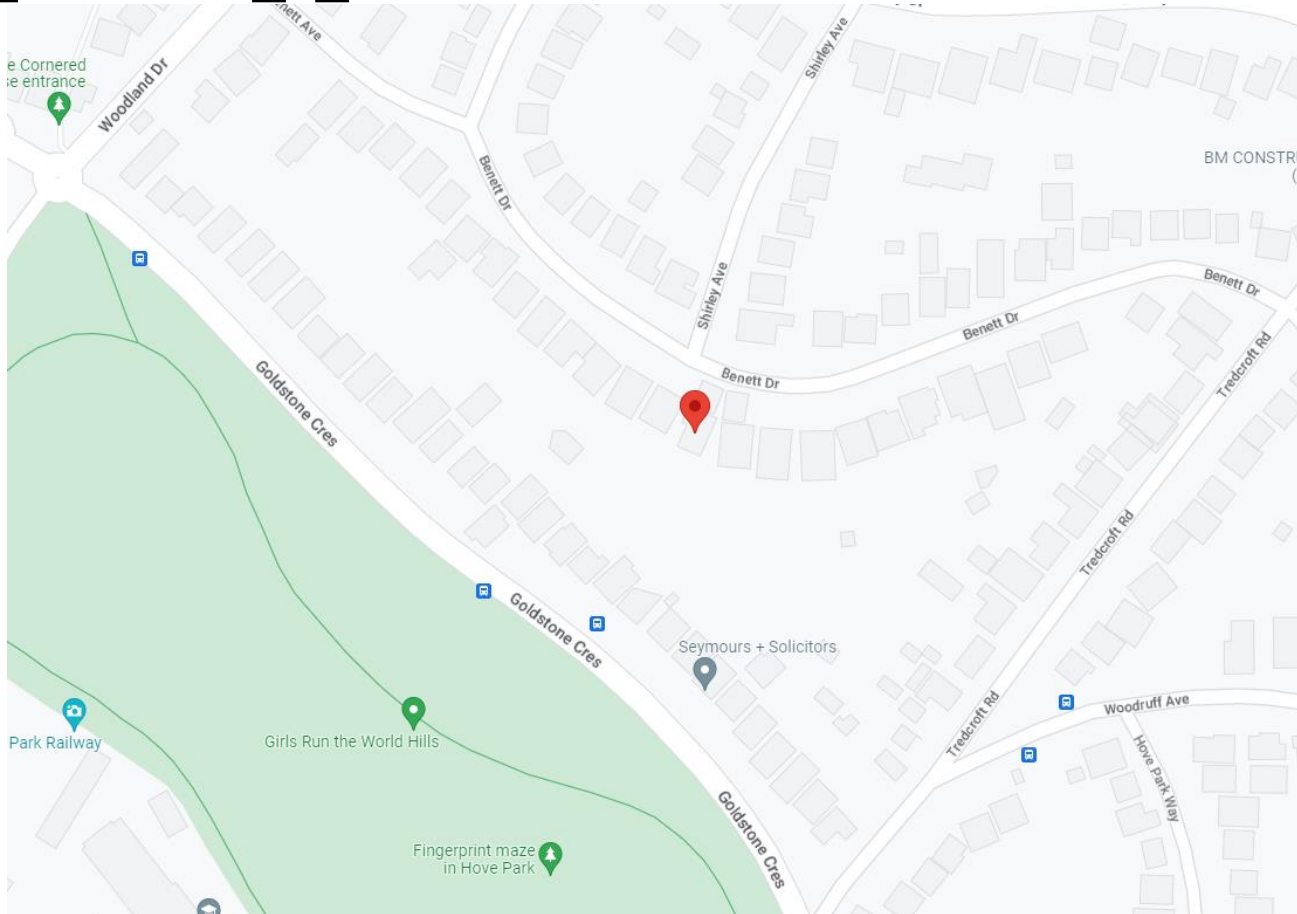 nett Ave
Shirley Ave
e Cornered
se entrance
Woodland Dr
BM CONSTR
(
Benett Dr
Shirley Ave
Benett Dr
Benett Dr
Benett Dr
Tredcroft Rd
Goldstone Cres
Tredcroft Rd
Goldstone Cres
Seymours + Solicitors
Woodruff Ave
Tredcroft Rd
Park Railway
Girls Run the World Hills
Hove Park Way
Goldstone Cres
Fingerprint maze
in Hove Park